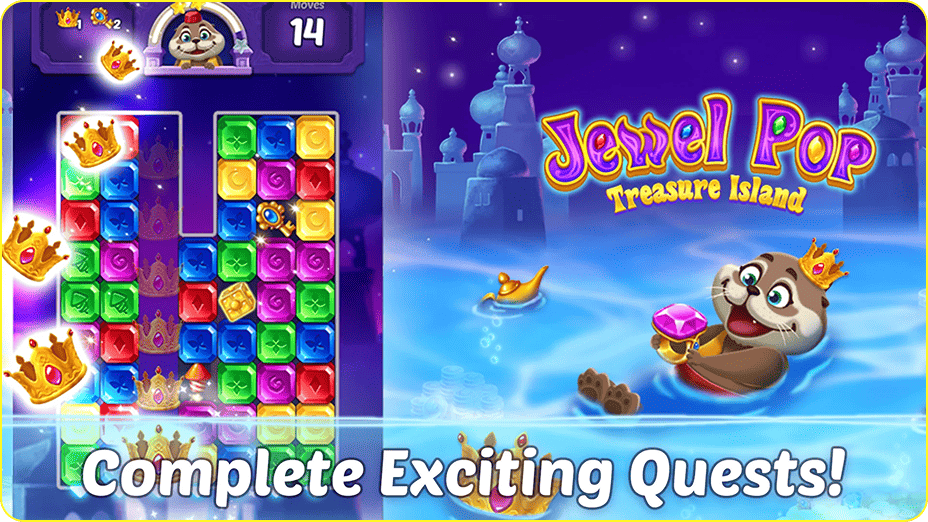 Moves
14
1
2
Jewel Pop
Treasure Island
Complete Exciting Quests!